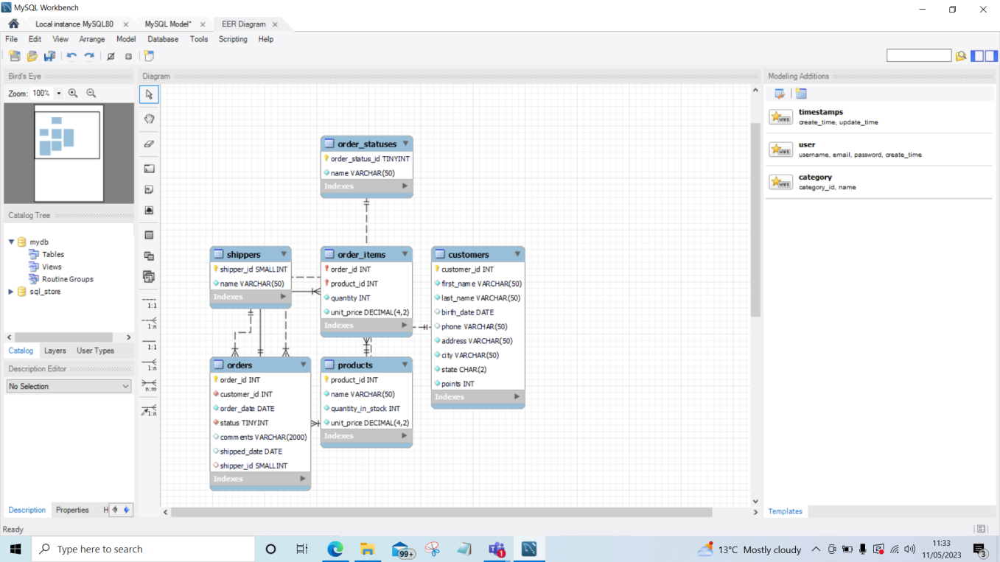 MySQL Workbench
Local instance MySQL80
MySQL Model*
EER Diagram
File Edit View Arrange Model Database Tools Scripting Help
Bird's Eye
Zoom: 100%
Diagram
Modeling Additions
timestamps
create_time, update_time
user
username, email, password, create_time
category
category_id, name
order_statuses
order_status_id TINYINT
name VARCHAR(50)
Indexes
shippers
shipper_id SMALLINT
name VARCHAR(50)
Indexes
order_items
order_id INT
product_id INT
quantity INT
unit_price DECIMAL(4,2)
Indexes
customers
customer_id INT
first_name VARCHAR(50)
last_name VARCHAR(50)
birth_date DATE
phone VARCHAR(50)
address VARCHAR(50)
city VARCHAR(50)
state CHAR(2)
points INT
Indexes
orders
order_id INT
customer_id INT
order_date DATE
status TINYINT
comments VARCHAR(2000)
shipped_date DATE
shipper_id SMALLINT
Indexes
products
product_id INT
name VARCHAR(50)
quantity_in_stock INT
unit_price DECIMAL(4,2)
Indexes
1:1
1:n
1:1
1:n
n:m
1:n
Catalog Tree
mydb
Tables
Views
Routine Groups
sql_store
Catalog Layers User Types
Description Editor
No Selection
Description Properties H
Templates
Ready
Type here to search
99+
1
13°C Mostly cloudy
11:33
11/05/2023
3